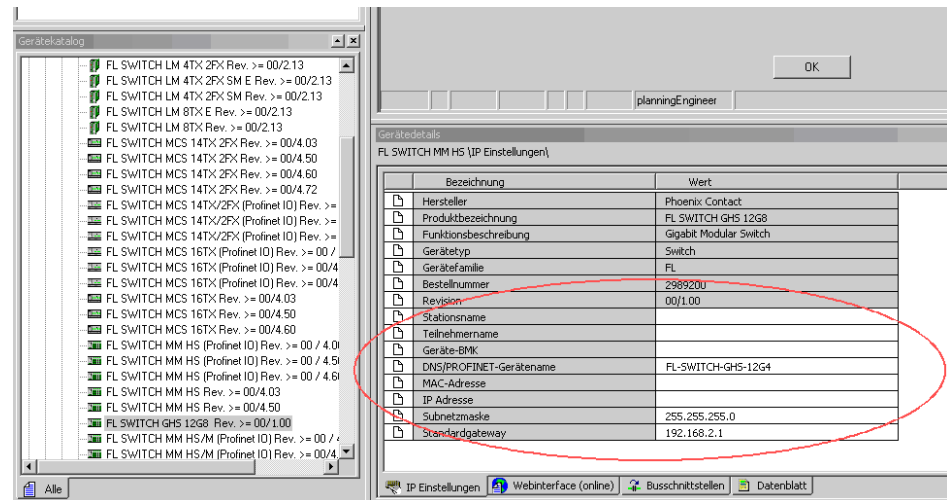 Gerätekatalog
FL SWITCH LM 4TX 2FX Rev. >= 00/2.13
FL SWITCH LM 4TX 2FX SM E Rev. >= 00/2.13
FL SWITCH LM 4TX 2FX SM Rev. >= 00/2.13
FL SWITCH LM 8TX E Rev. >= 00/2.13
FL SWITCH LM 8TX Rev. >= 00/2.13
FL SWITCH MCS 14TX 2FX Rev. >= 00/4.03
FL SWITCH MCS 14TX 2FX Rev. >= 00/4.50
FL SWITCH MCS 14TX 2FX Rev. >= 00/4.60
FL SWITCH MCS 14TX 2FX Rev. >= 00/4.72
FL SWITCH MCS 14TX/2FX (Profinet IO) Rev. >=
FL SWITCH MCS 14TX/2FX (Profinet IO) Rev. >=
FL SWITCH MCS 14TX/2FX (Profinet IO) Rev. >=
FL SWITCH MCS 16TX (Profinet IO) Rev. >= 00 /
FL SWITCH MCS 16TX (Profinet IO) Rev. >= 00/4
FL SWITCH MCS 16TX (Profinet IO) Rev. >= 00/4
FL SWITCH MCS 16TX Rev. >= 00/4.03
FL SWITCH MCS 16TX Rev. >= 00/4.50
FL SWITCH MCS 16TX Rev. >= 00/4.60
FL SWITCH MM HS (Profinet IO) Rev. >= 00 / 4.0
FL SWITCH MM HS (Profinet IO) Rev. >= 00 / 4.5
FL SWITCH MM HS (Profinet IO) Rev. >= 00 / 4.6
FL SWITCH MM HS Rev. >= 00/4.03
FL SWITCH MM HS Rev. >= 00/4.50
FL SWITCH GHS 12G8 Rev. >= 00/1.00
FL SWITCH MM HS/M (Profinet IO) Rev. >= 00 /
FL SWITCH MM HS/M (Profinet IO) Rev. >= 00/4
Alle
OK
planningEngineer
Gerätedetails
FL SWITCH MM HS \IP Einstellungen\
Bezeichnung Wert
Hersteller Phoenix Contact
Produktbezeichnung FL SWITCH GHS 12G8
Funktionsbeschreibung Gigabit Modular Switch
Gerätetyp Switch
Gerätefamilie FL
Bestellnummer 2989200
Revision 00/1.00
Stationsname
Teilnehmername
Geräte-BMK
DNS/PROFINET-Gerätename FL-SWITCH-GHS-12G4
MAC-Adresse
IP Adresse
Subnetzmaske 255.255.255.0
Standardgateway 192.168.2.1
IP Einstellungen Webinterface (online) Busschnittstellen Datenblatt